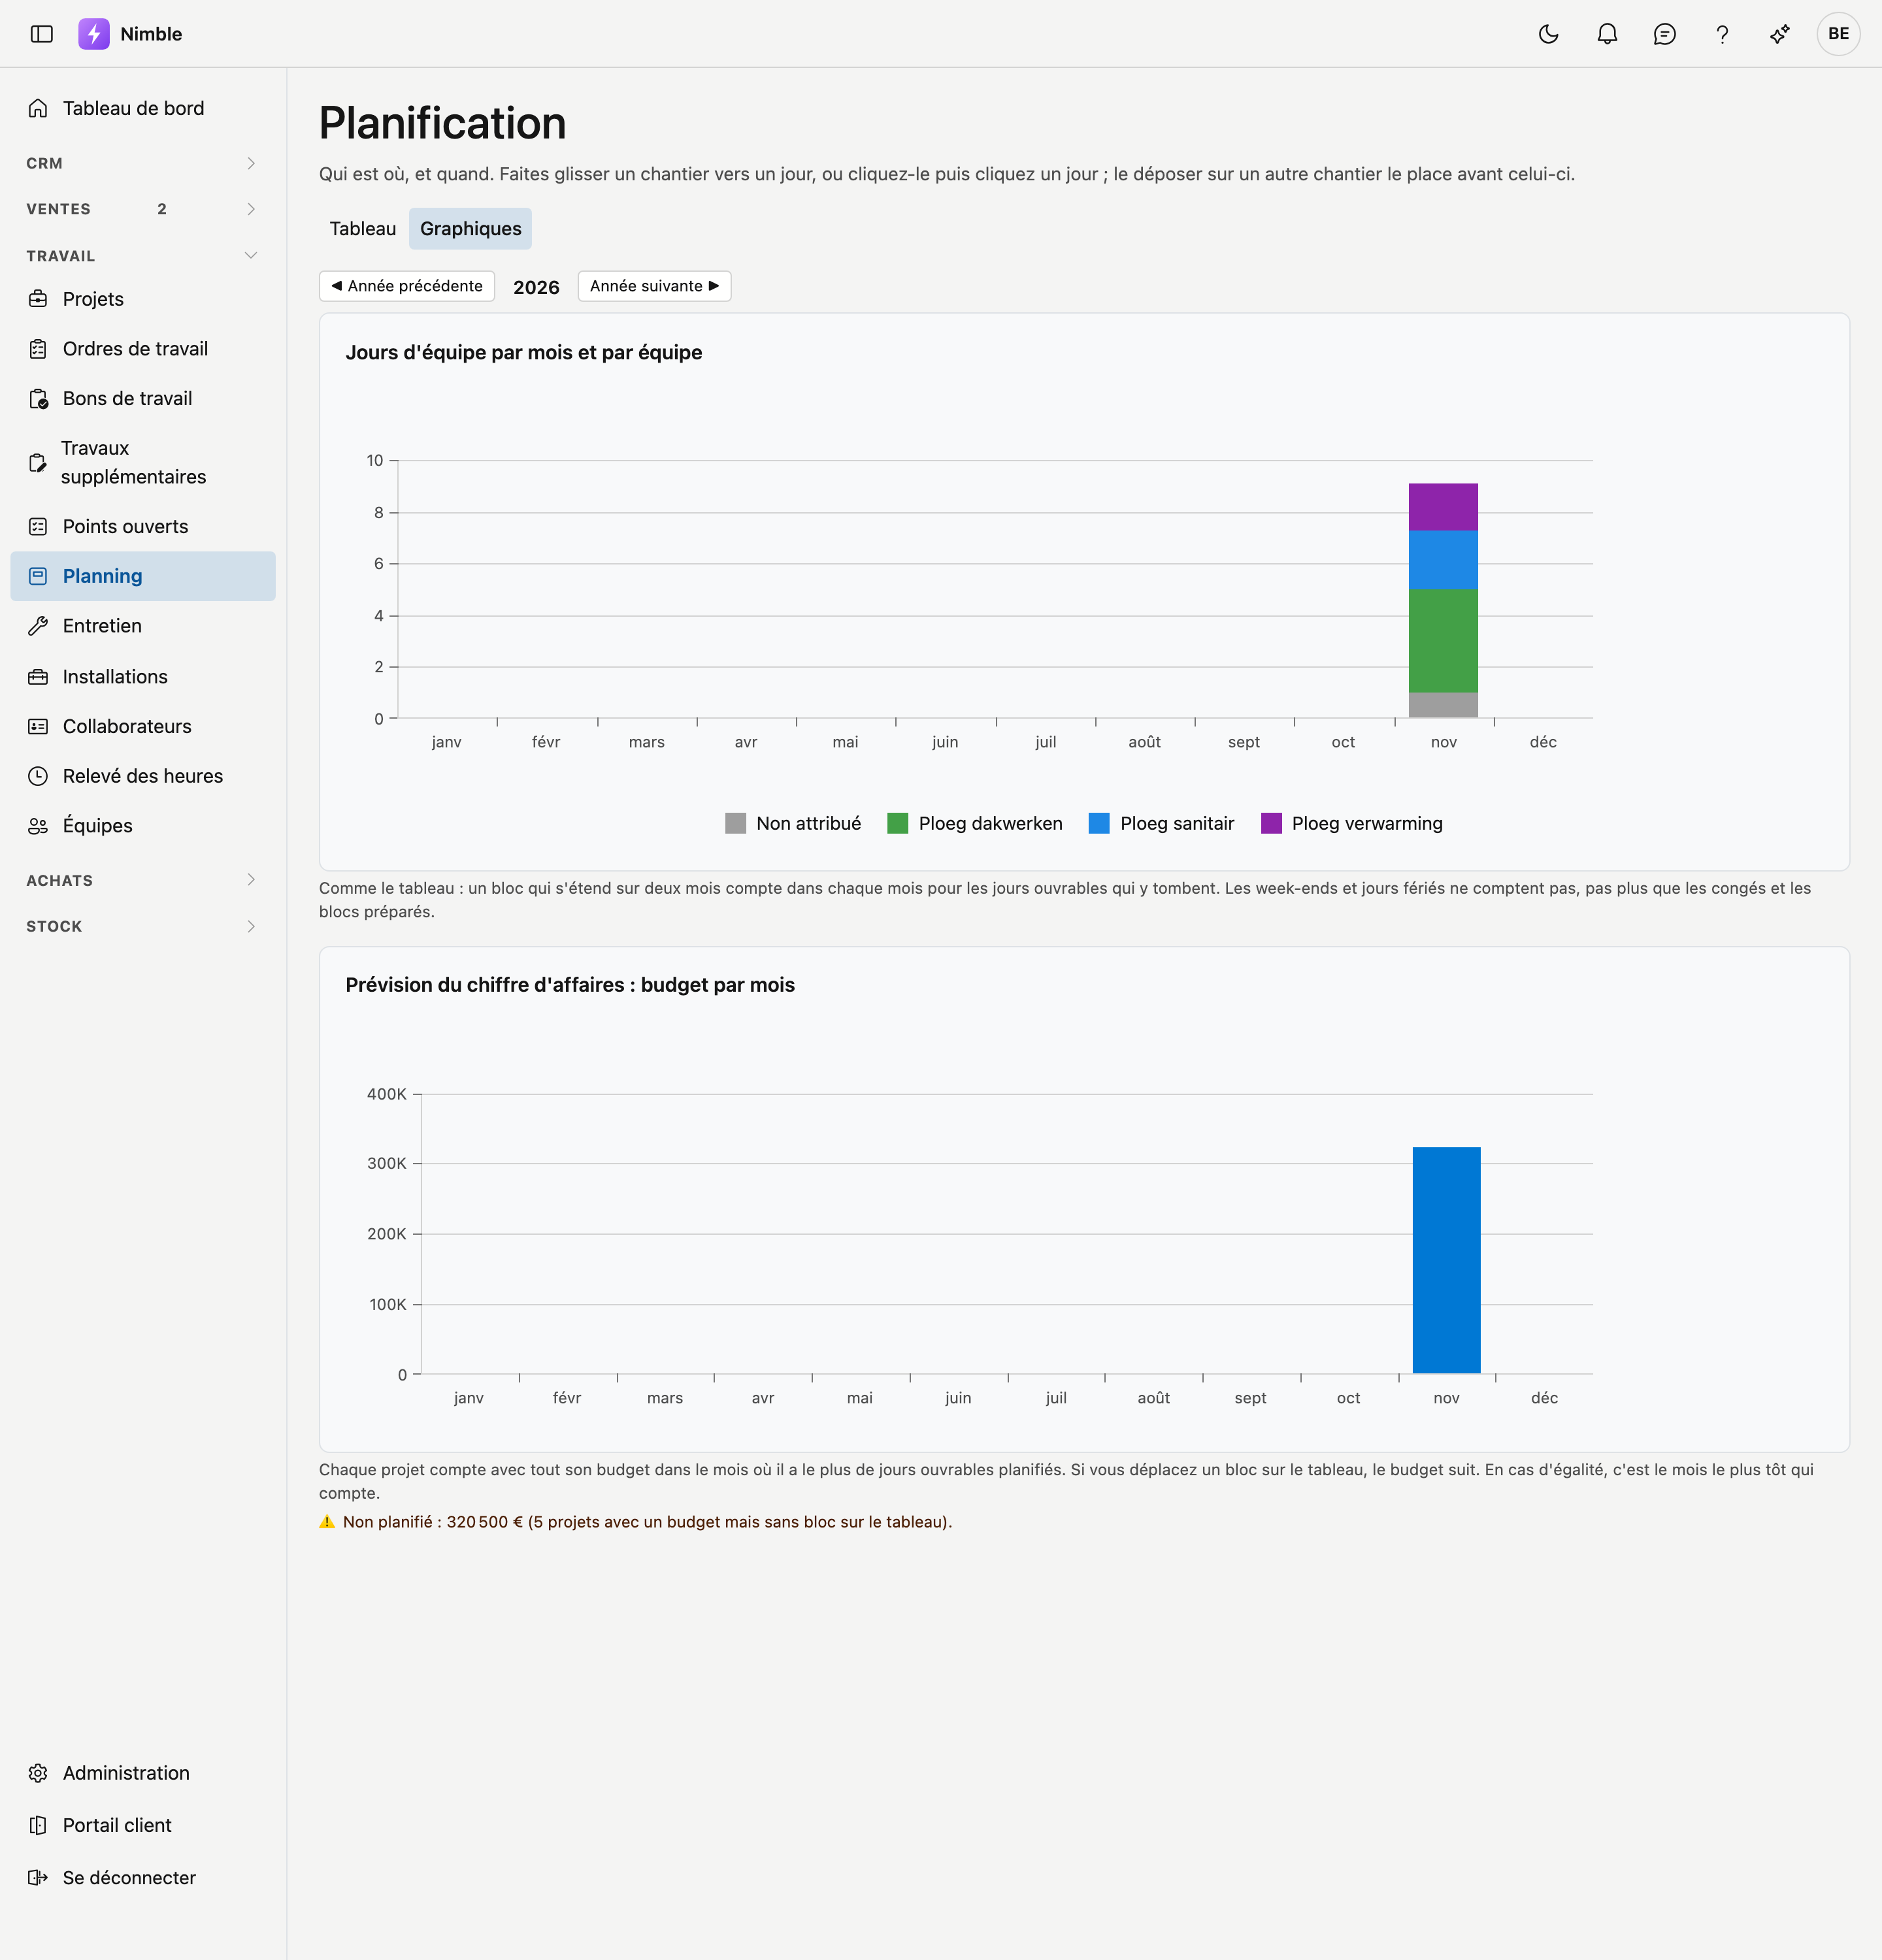 Nimble
BE
Tableau de bord
CRM
VENTES 2
TRAVAIL
Projets
Ordres de travail
Bons de travail
Travaux
supplémentaires
Points ouverts
Planning
Entretien
Installations
Collaborateurs
Relevé des heures
Équipes
ACHATS
STOCK
Administration
Portail client
Se déconnecter
Planification
Qui est où, et quand. Faites glisser un chantier vers un jour, ou cliquez-le puis cliquez un jour ; le déposer sur un autre chantier le place avant celui-ci.
Tableau Graphiques
Année précédente 2026 Année suivante
Jours d'équipe par mois et par équipe
10
8
6
4
2
0
janv févr mars avr mai juin juil août sept oct nov déc
Non attribué Ploeg dakwerken Ploeg sanitair Ploeg verwarming
Comme le tableau : un bloc qui s'étend sur deux mois compte dans chaque mois pour les jours ouvrables qui y tombent. Les week-ends et jours fériés ne comptent pas, pas plus que les congés et les
blocs préparés.
Prévision du chiffre d'affaires : budget par mois
400K
300K
200K
100K
0
janv févr mars avr mai juin juil août sept oct nov déc
Chaque projet compte avec tout son budget dans le mois où il a le plus de jours ouvrables planifiés. Si vous déplacez un bloc sur le tableau, le budget suit. En cas d'égalité, c'est le mois le plus tôt qui
compte.
Non planifié : 320 500 € (5 projets avec un budget mais sans bloc sur le tableau).